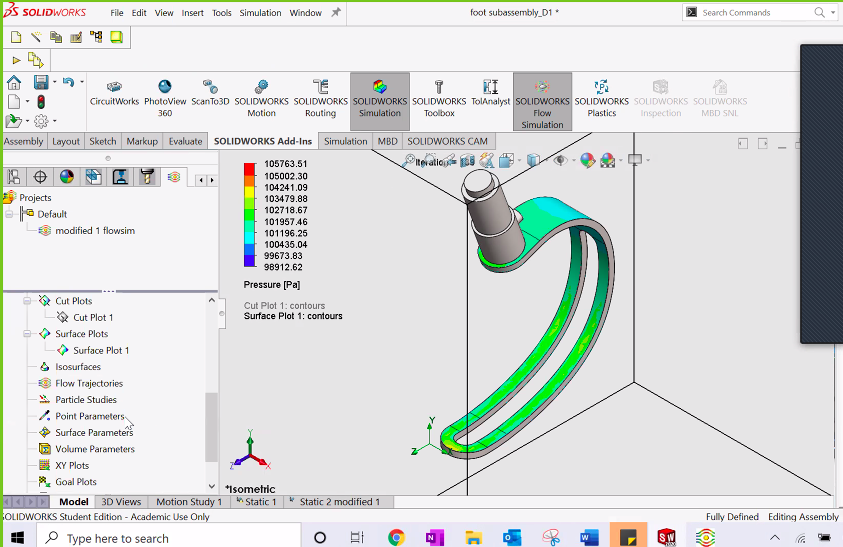 SOLIDWORKS File Edit View Insert Tools Simulation Window foot subassembly_D1 * Search Commands
CircuitWorks PhotoView 360 ScanTo3D SOLIDWORKS Motion SOLIDWORKS Routing SOLIDWORKS Simulation SOLIDWORKS Toolbox TolAnalyst SOLIDWORKS Flow Simulation SOLIDWORKS Plastics SOLIDWORKS Inspection SOLIDWORKS MBD SNL
Assembly Layout Sketch Markup Evaluate SOLIDWORKS Add-Ins Simulation MBD SOLIDWORKS CAM
Projects
Default
modified 1 flowsim
Cut Plots
Cut Plot 1
Surface Plots
Surface Plot 1
Isosurfaces
Flow Trajectories
Particle Studies
Point Parameters
Surface Parameters
Volume Parameters
XY Plots
Goal Plots
105763.51
105002.30
104241.09
103479.88
102718.67
101957.46
101196.25
100435.04
99673.83
98912.62
Pressure [Pa]
Cut Plot 1: contours
Surface Plot 1: contours
Y
Z
X
Y
Z
*Isometric
Model 3D Views Motion Study 1 Static 1 Static 2 modified 1
SOLIDWORKS Student Edition - Academic Use Only Fully Defined Editing Assembly
Type here to search